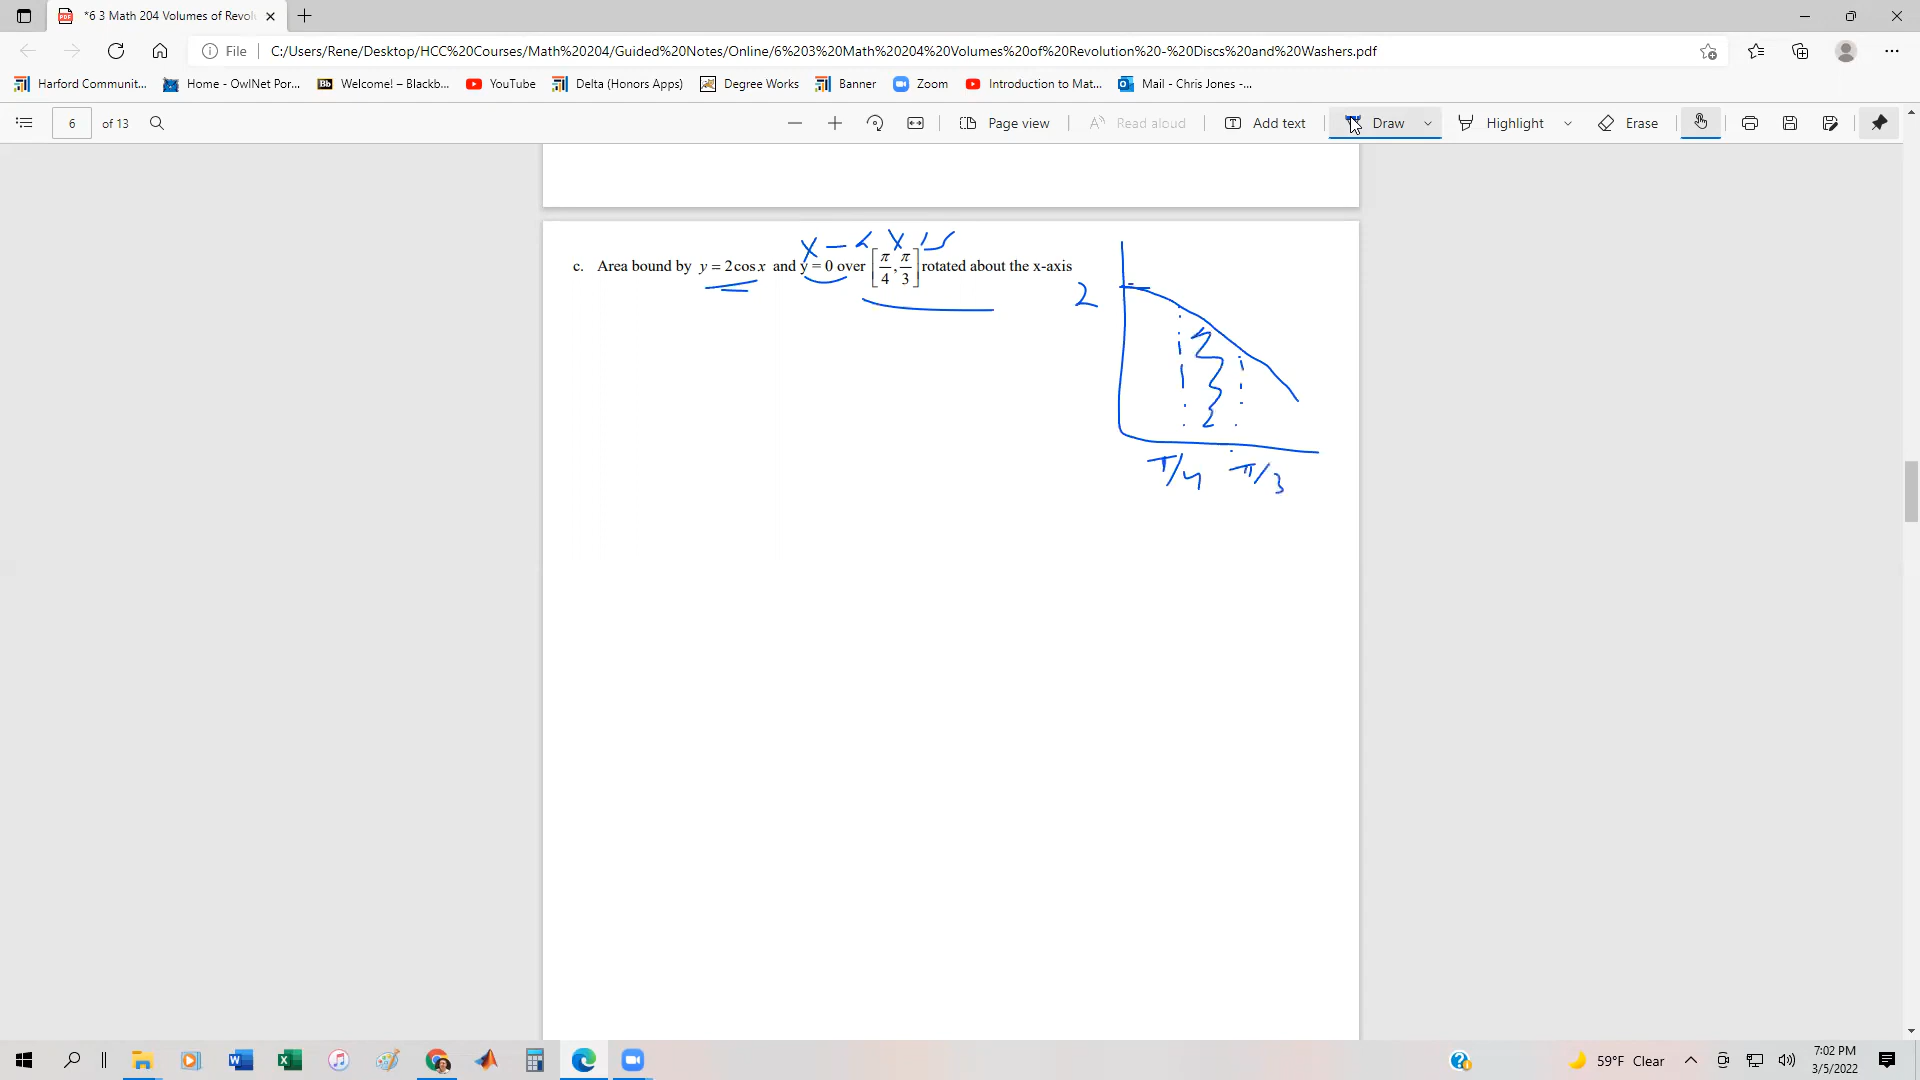 *6 3 Math 204 Volumes of Revol
File
C:/Users/Rene/Desktop/HCC%20Courses/Math%20204/Guided%20Notes/Online/6%203%20Math%20204%20Volumes%20of%20Revolution%20-%20Discs%20and%20Washers.pdf
Harford Communit... Home - OwlNet Por... Bb Welcome! – Blackb... YouTube Delta (Honors Apps) Degree Works Banner Zoom Introduction to Mat... Mail - Chris Jones -...
6 of 13 Page view Read aloud Add text Draw Highlight Erase
x-axis
c. Area bound by y = 2cos x and y = 0 over [π/4, π/3] rotated about the x-axis
2
π/4 π/3
59°F Clear
7:02 PM
3/5/2022